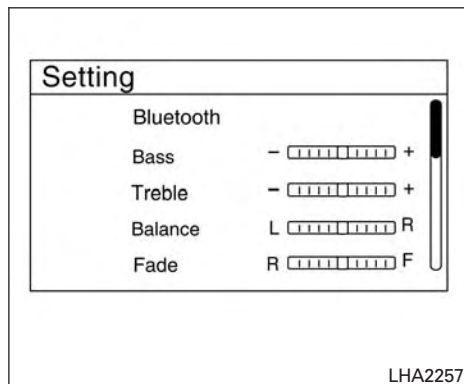 Setting
Bluetooth
Bass - +
Treble - +
Balance L R
Fade R F
LHA2257